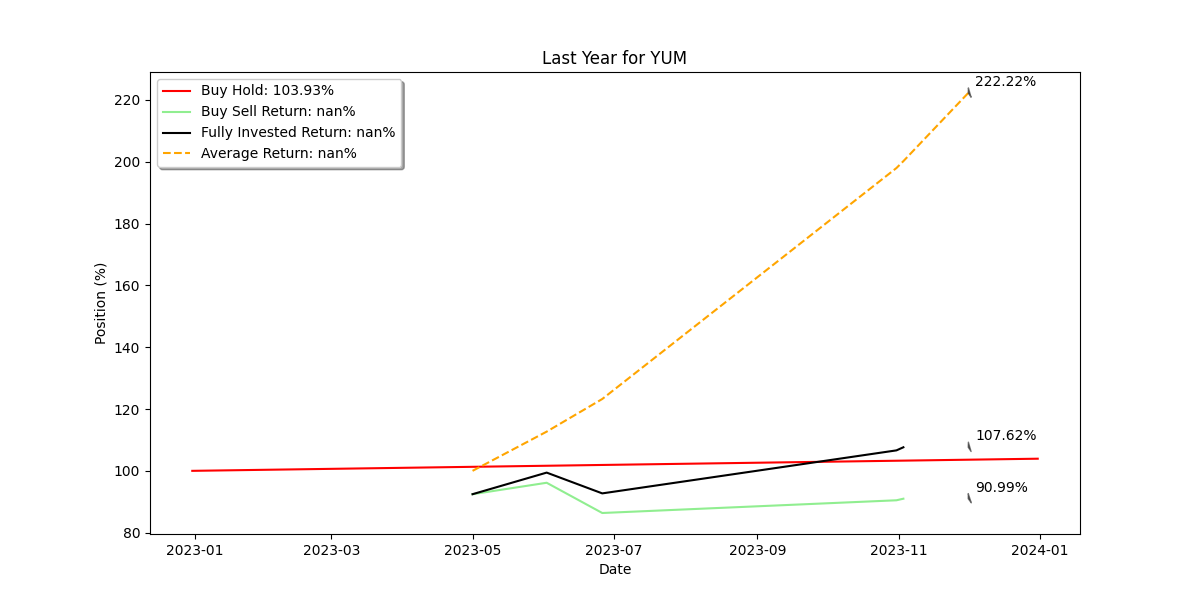 Last Year for YUM
Buy Hold: 103.93%
Buy Sell Return: nan%
Fully Invested Return: nan%
Average Return: nan%
222.22%
107.62%
90.99%
Position (%)
220
200
180
160
140
120
100
80
2023-01
2023-03
2023-05
2023-07
2023-09
2023-11
2024-01
Date